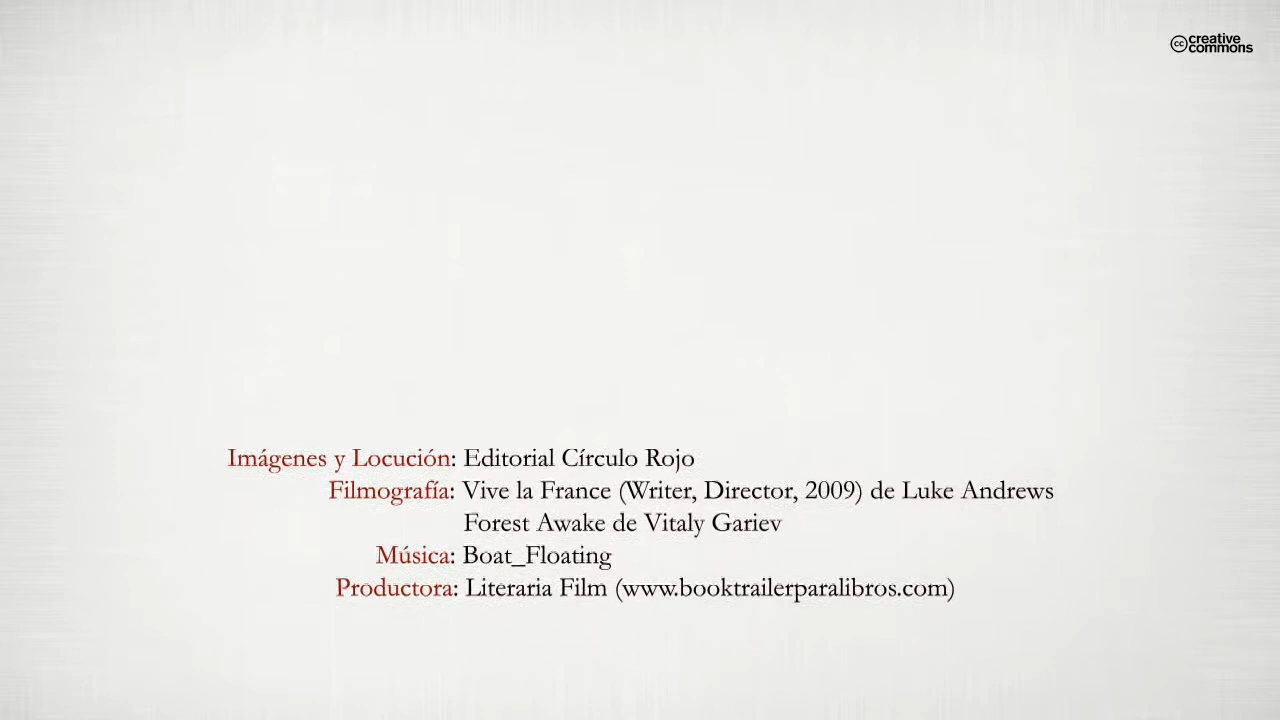 cc creative
commons
Imágenes y Locución: Editorial Círculo Rojo
Filmografía: Vive la France (Writer, Director, 2009) de Luke Andrews
Forest Awake de Vitaly Gariev
Música: Boat_Floating
Productora: Literaria Film (www.booktrailerparalibros.com)